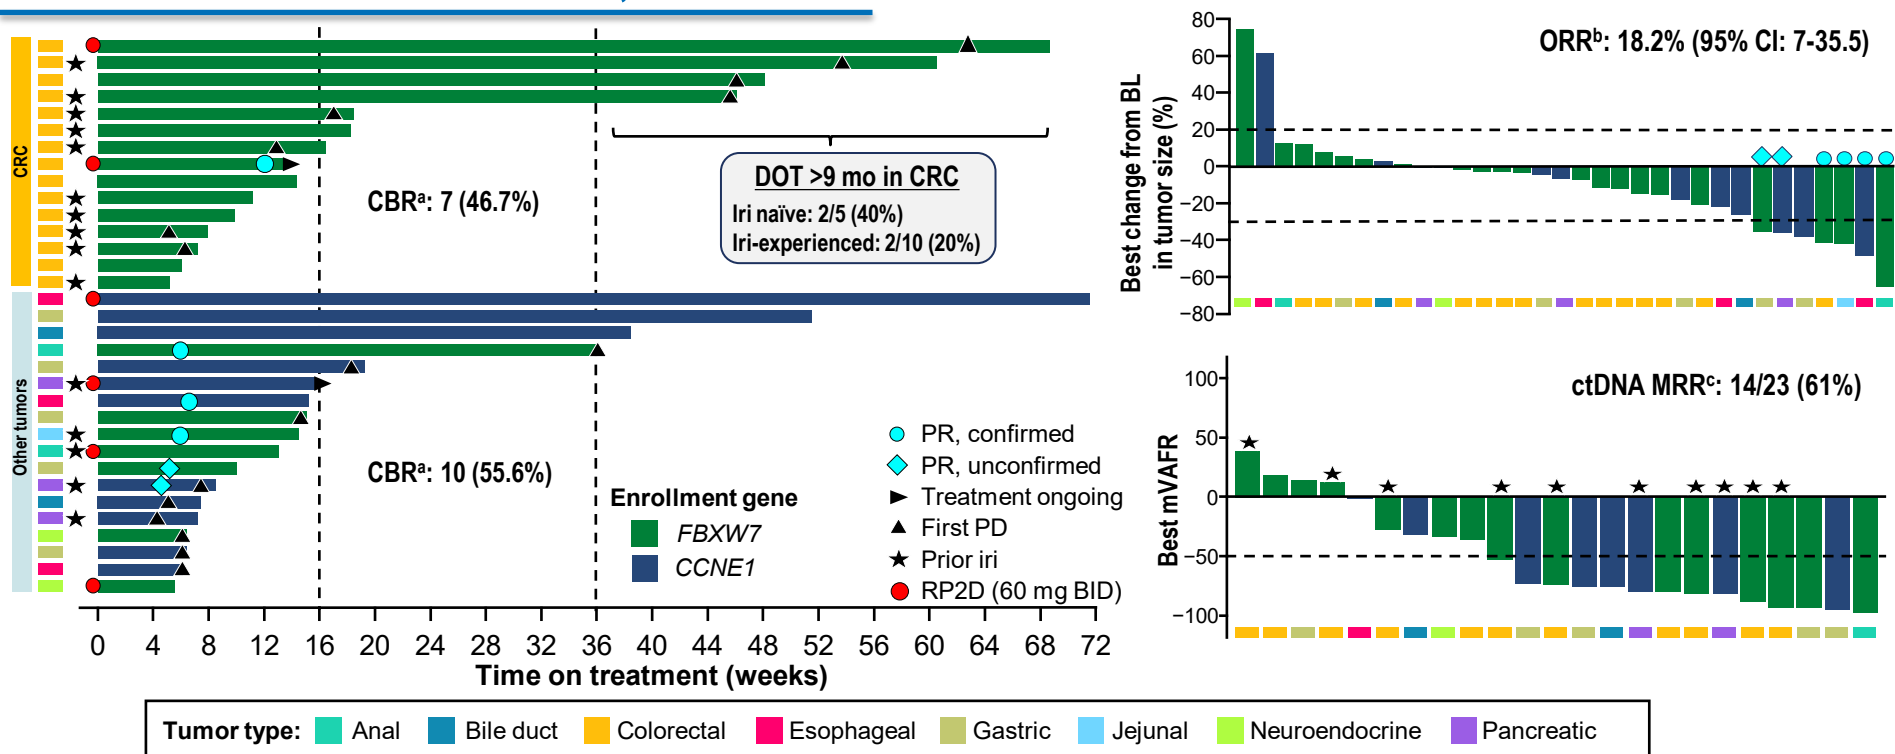 CRC
Other tumors
CBRᵃ: 7 (46.7%)
DOT >9 mo in CRC
Iri naïve: 2/5 (40%)
Iri-experienced: 2/10 (20%)
CBRᵃ: 10 (55.6%)
Enrollment gene
FBXW7
CCNE1
PR, confirmed
PR, unconfirmed
Treatment ongoing
First PD
Prior iri
RP2D (60 mg BID)
0 4 8 12 16 20 24 28 32 36 40 44 48 52 56 60 64 68 72
Time on treatment (weeks)
ORRᵇ: 18.2% (95% CI: 7-35.5)
Best change from BL
in tumor size (%)
80
60
40
20
0
−20
−40
−60
−80
ctDNA MRRᶜ: 14/23 (61%)
Best mVAFR
100
50
0
−50
−100
Tumor type: Anal Bile duct Colorectal Esophageal Gastric Jejunal Neuroendocrine Pancreatic